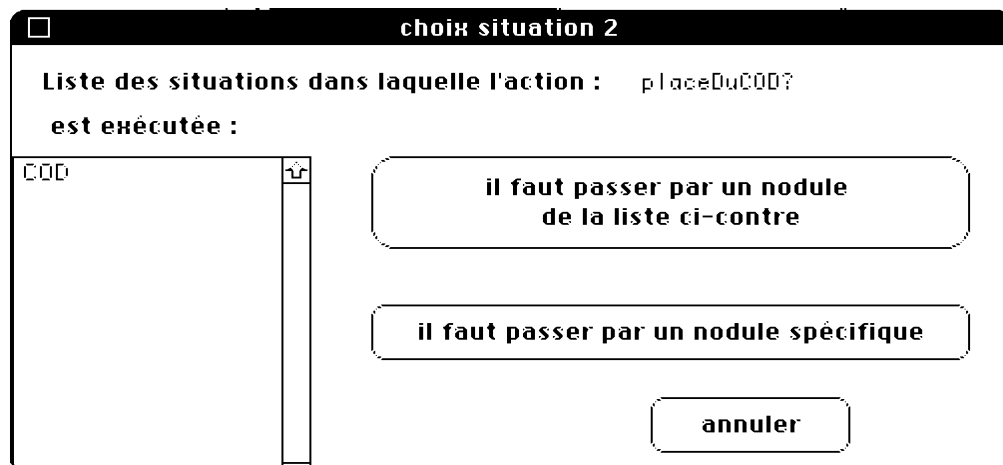 choix situation 2
Liste des situations dans laquelle l'action : placeDuCOD?
est exécutée :
COD
il faut passer par un nodule
de la liste ci-contre
il faut passer par un nodule spécifique
annuler